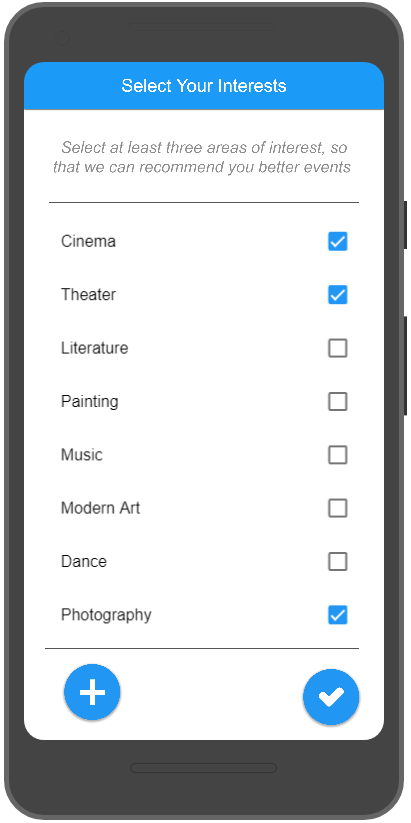 Select Your Interests
Select at least three areas of interest, so
that we can recommend you better events
Cinema
Theater
Literature
Painting
Music
Modern Art
Dance
Photography